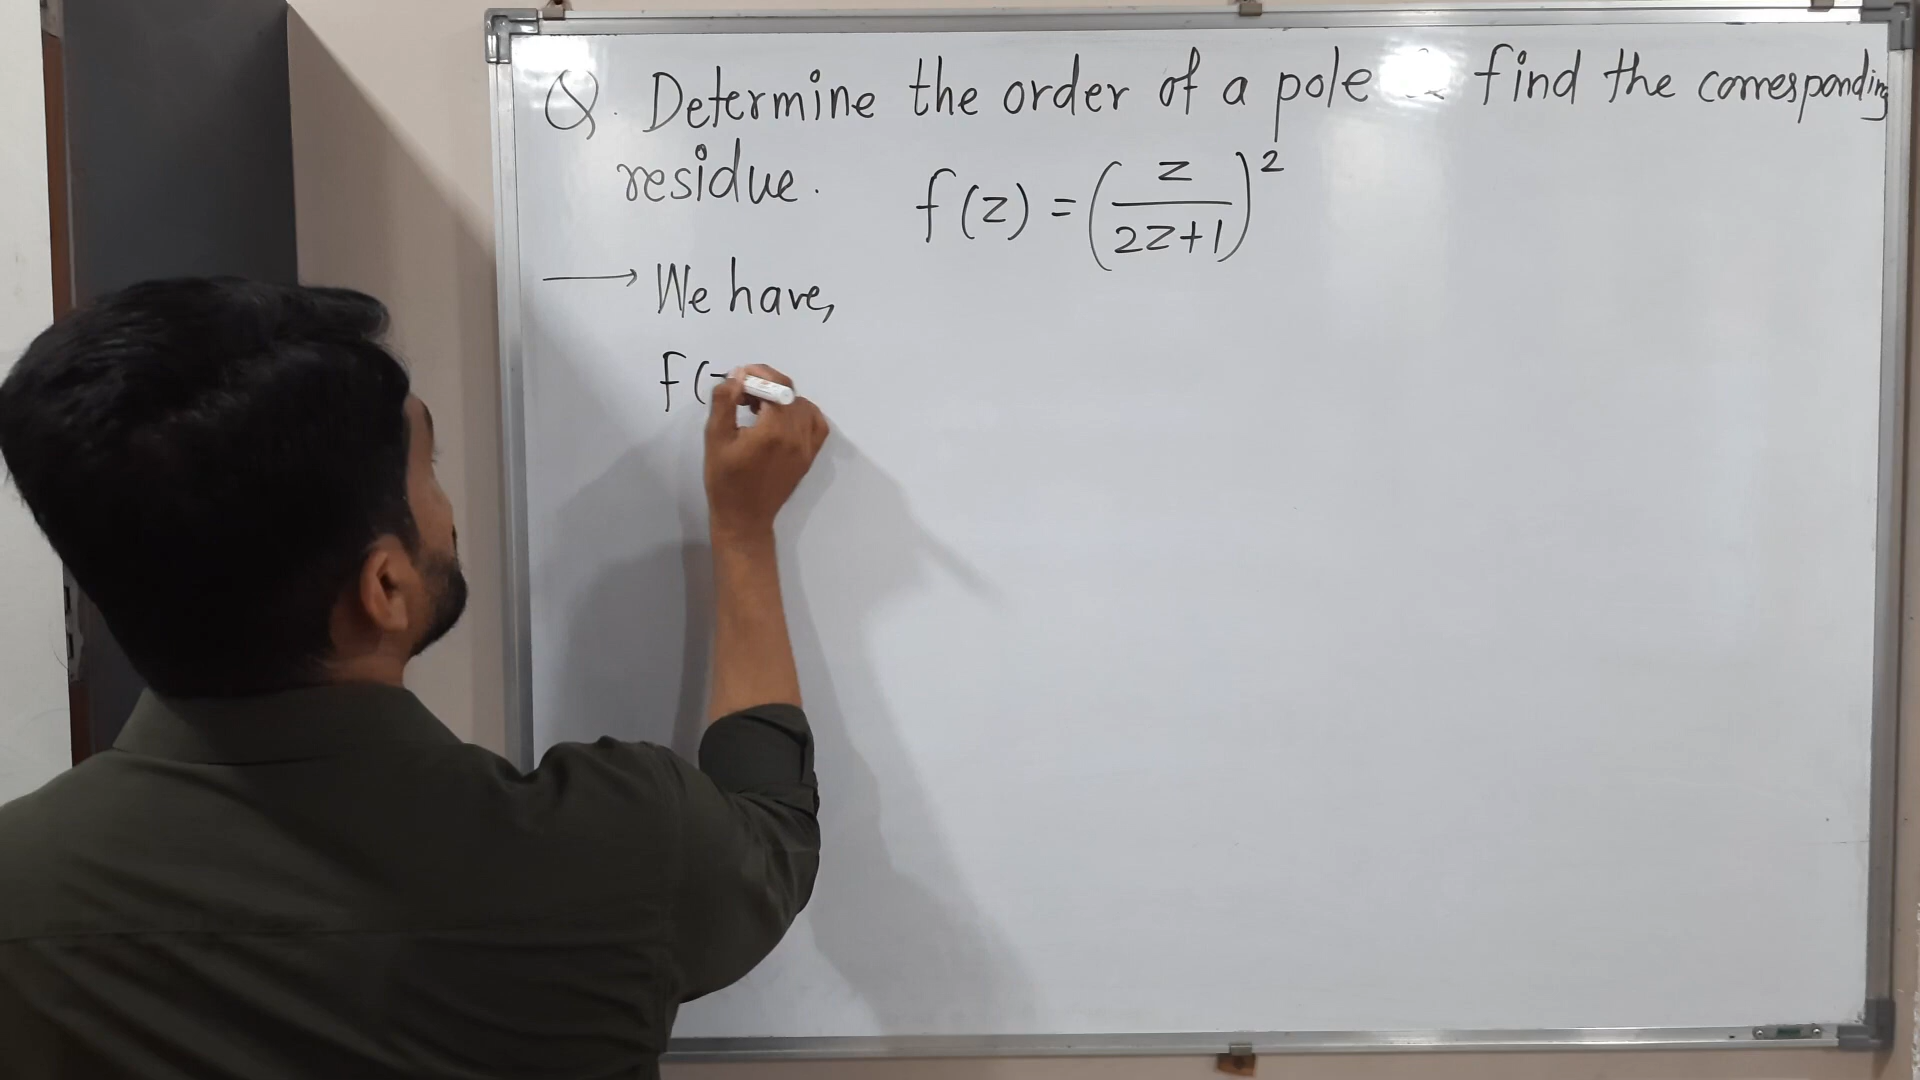 Q. Determine the order of a pole & find the corresponding
residue. f(z) = (z/(2z+1))²
→ We have,
f(